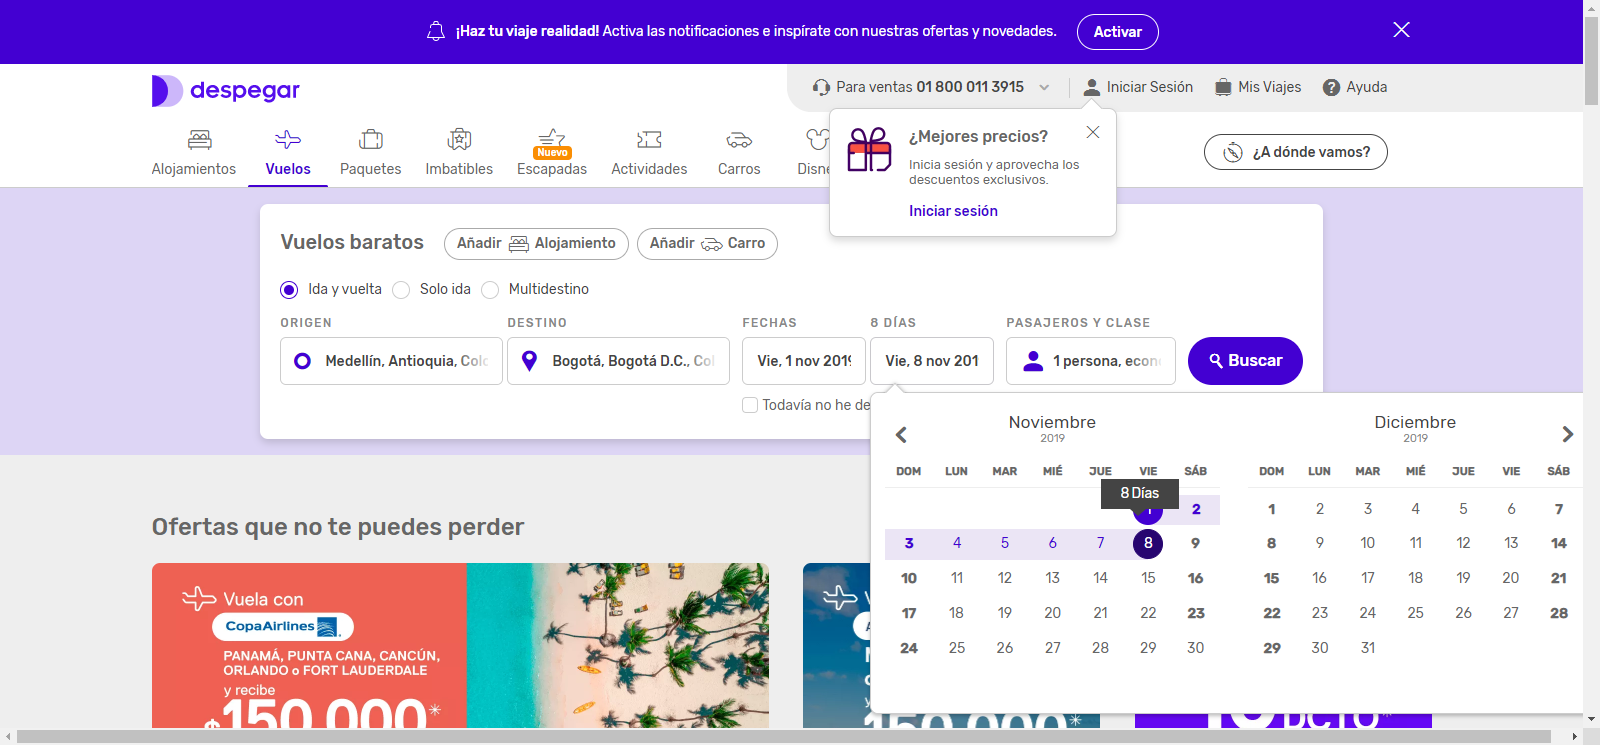 ¡Haz tu viaje realidad! Activa las notificaciones e inspírate con nuestras ofertas y novedades.
Activar
despegar
Para ventas 01 800 011 3915
Iniciar Sesión
Mis Viajes
Ayuda
Alojamientos
Vuelos
Paquetes
Imbatibles
Nuevo
Escapadas
Actividades
Carros
Disne
¿A dónde vamos?
¿Mejores precios?
Inicia sesión y aprovecha los
descuentos exclusivos.
Iniciar sesión
Vuelos baratos
Añadir Alojamiento
Añadir Carro
Ida y vuelta
Solo ida
Multidestino
ORIGEN
DESTINO
FECHAS
8 DÍAS
PASAJEROS Y CLASE
Medellín, Antioquia, Colo
Bogotá, Bogotá D.C., Col
Vie, 1 nov 2019
Vie, 8 nov 201
1 persona, econ
Buscar
Todavía no he de
Noviembre
2019
DOM LUN MAR MIÉ JUE VIE SÁB
8 Días
1 2
3 4 5 6 7 8 9
10 11 12 13 14 15 16
17 18 19 20 21 22 23
24 25 26 27 28 29 30
Diciembre
2019
DOM LUN MAR MIÉ JUE VIE SÁB
1 2 3 4 5 6 7
8 9 10 11 12 13 14
15 16 17 18 19 20 21
22 23 24 25 26 27 28
29 30 31
Ofertas que no te puedes perder
Vuela con
CopaAirlines
PANAMÁ, PUNTA CANA, CANCÚN,
ORLANDO o FORT LAUDERDALE
y recibe
$150.000*
150.000*
DCTO*